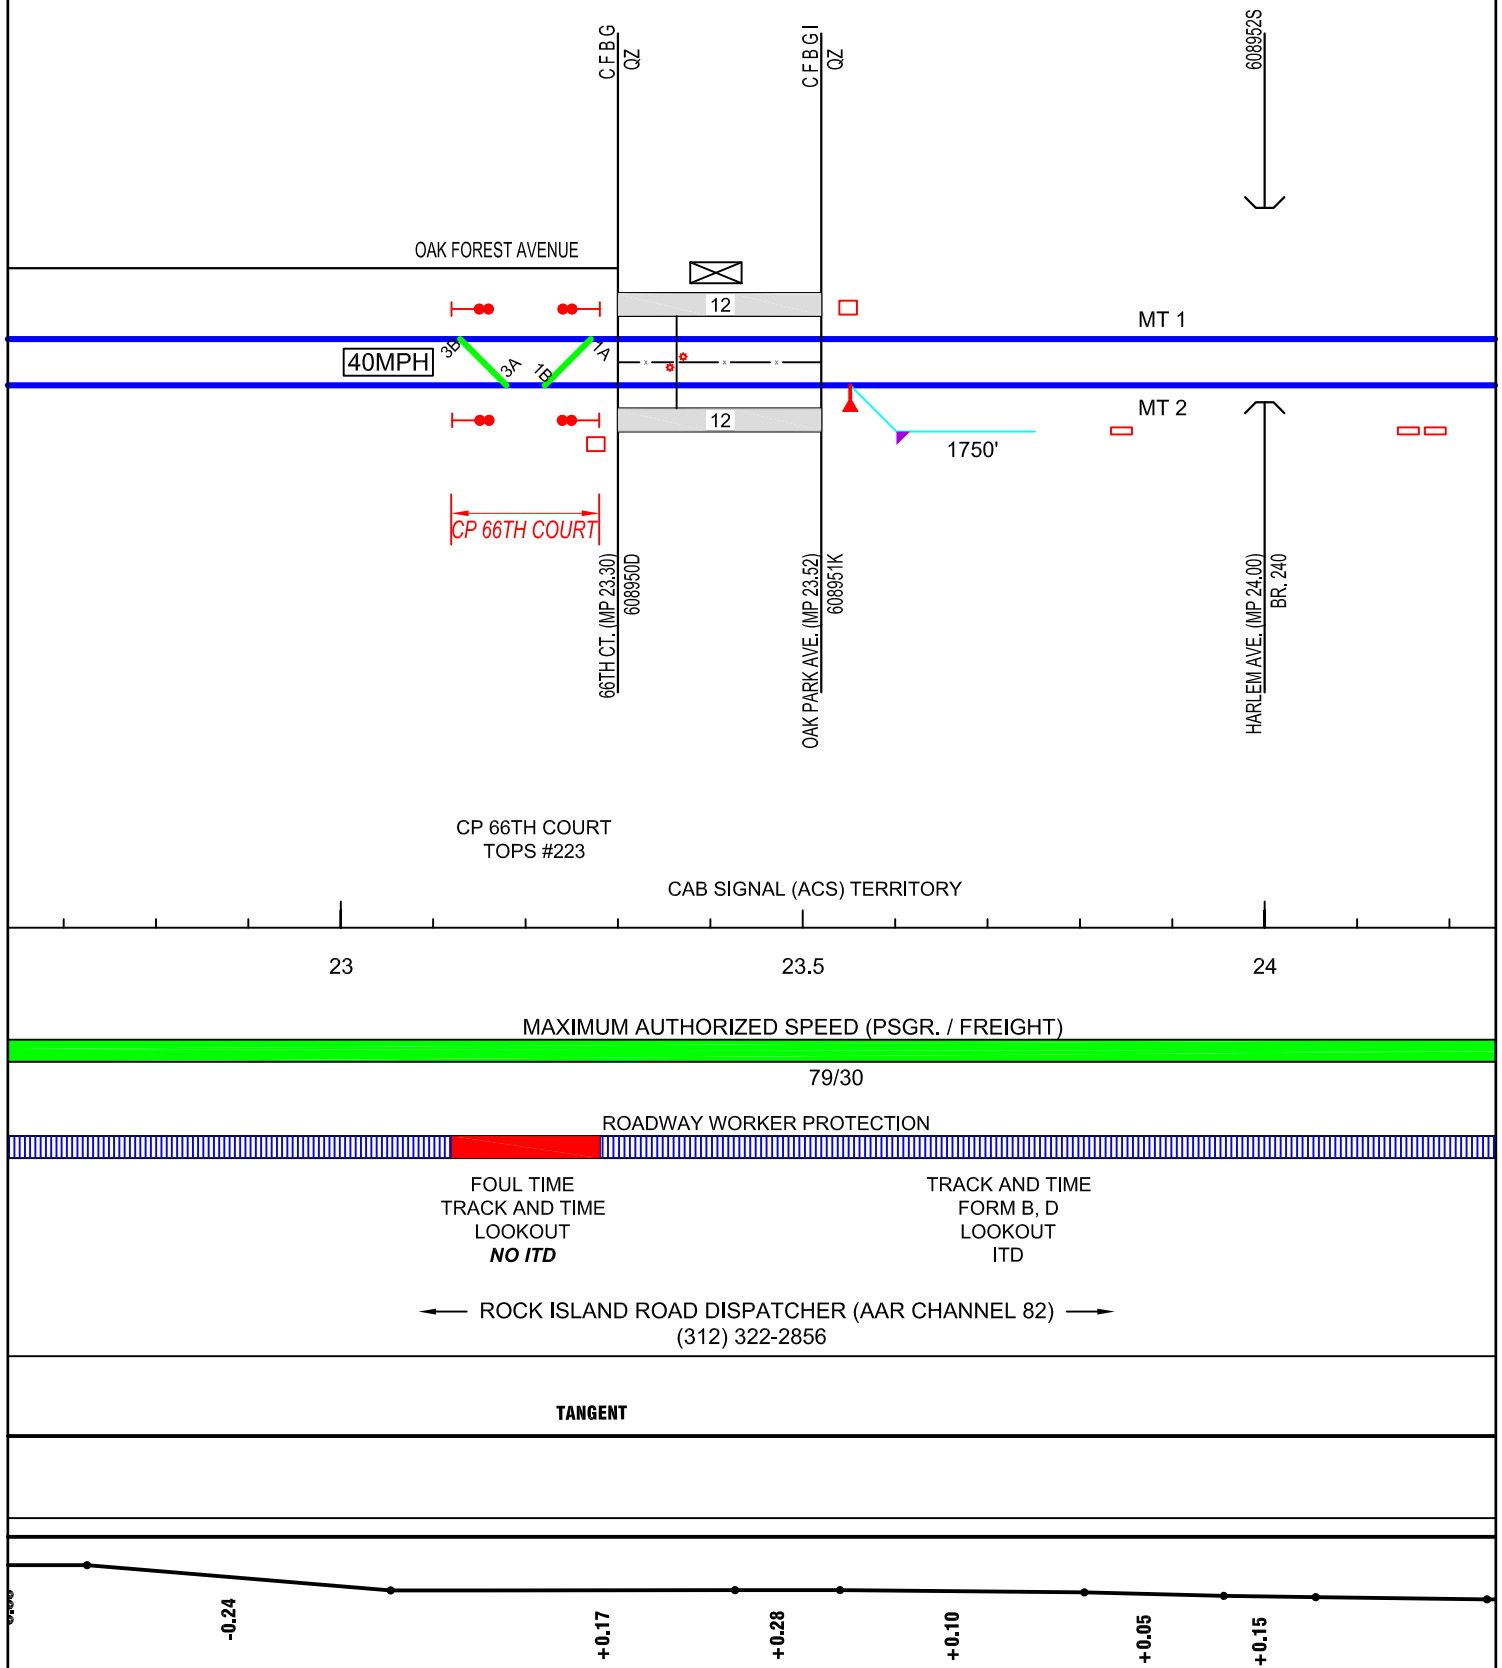 C F B G
QZ
C F B G I
QZ
608952S
OAK FOREST AVENUE
12
MT 1
40MPH
3B
3A
1B
1A
12
MT 2
1750'
CP 66TH COURT
66TH CT. (MP 23.30)
608950D
OAK PARK AVE. (MP 23.52)
608951K
HARLEM AVE. (MP 24.00)
BR. 240
CP 66TH COURT
TOPS #223
CAB SIGNAL (ACS) TERRITORY
23
23.5
24
MAXIMUM AUTHORIZED SPEED (PSGR. / FREIGHT)
79/30
ROADWAY WORKER PROTECTION
FOUL TIME
TRACK AND TIME
LOOKOUT
NO ITD
TRACK AND TIME
FORM B, D
LOOKOUT
ITD
ROCK ISLAND ROAD DISPATCHER (AAR CHANNEL 82)
(312) 322-2856
TANGENT
-0.24
+0.17
+0.28
+0.10
+0.05
+0.15